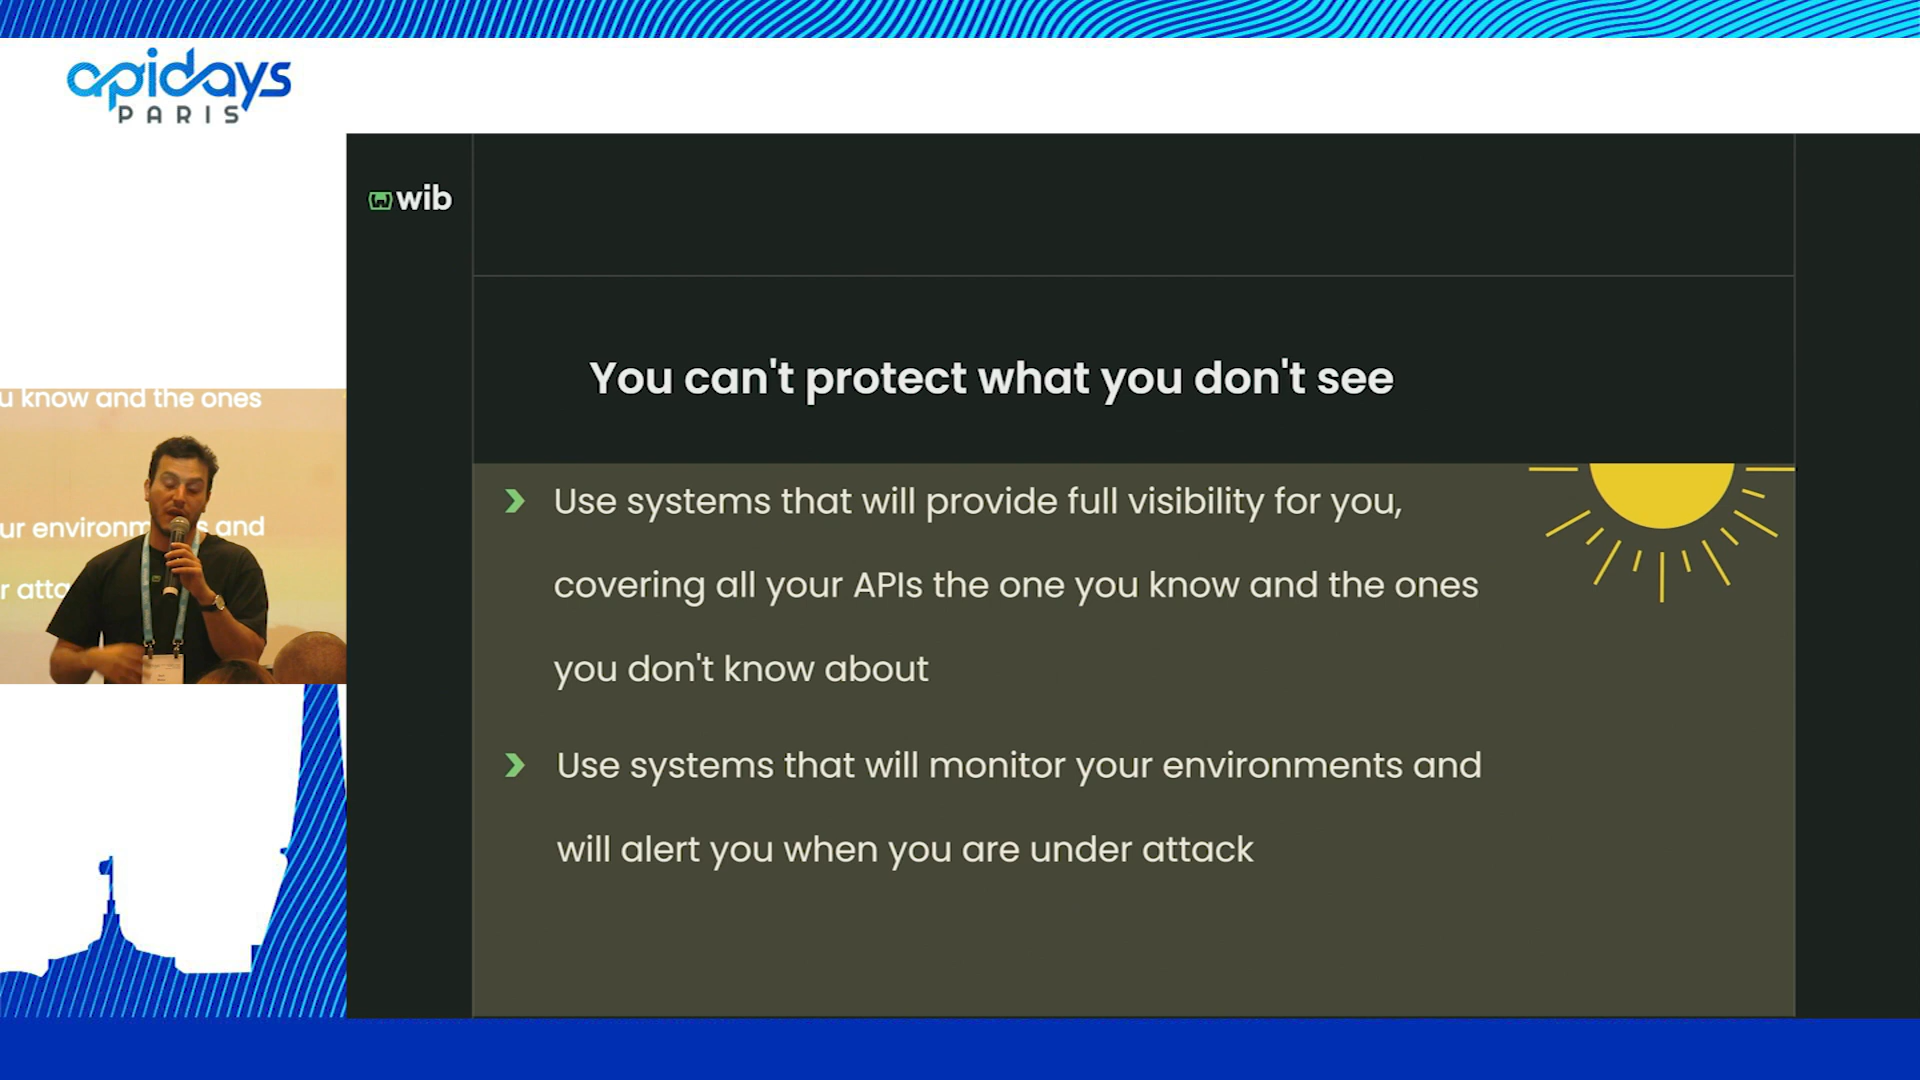 apidays
PARIS
wib
You can't protect what you don't see
Use systems that will provide full visibility for you,
covering all your APIs the one you know and the ones
you don't know about
Use systems that will monitor your environments and
will alert you when you are under attack
u know and the ones
ur environm s and
r atta